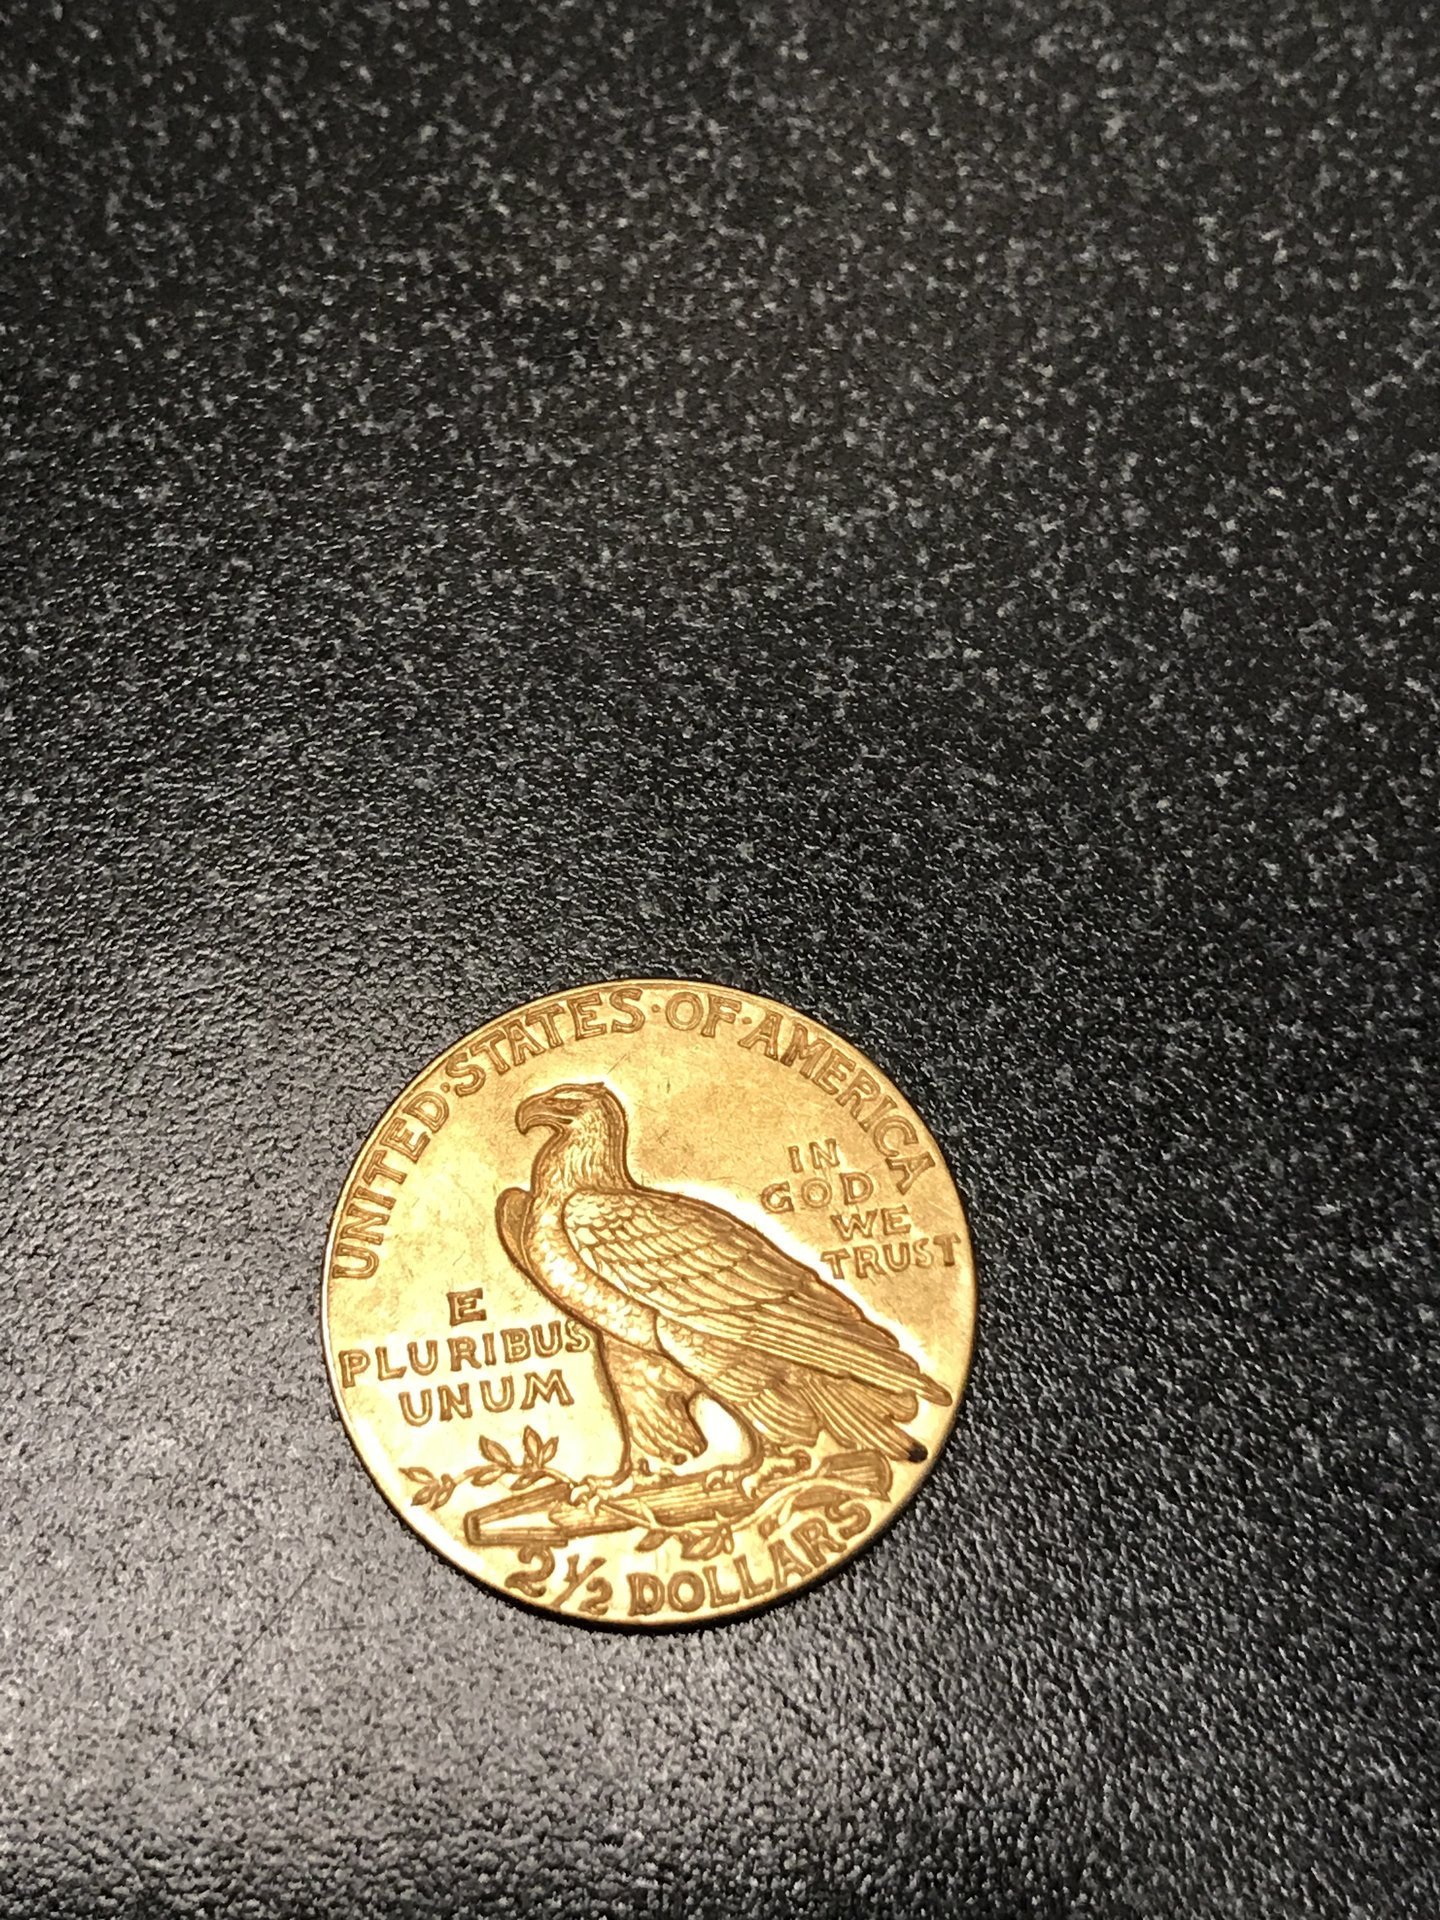 UNITED·STATES·OF·AMERICA
IN
GOD
WE
TRUST
E
PLURIBUS
UNUM
2½ DOLLARS